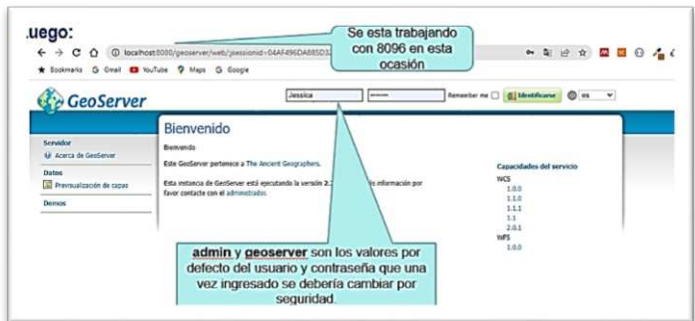 .uego:
Se esta trabajando
con 8096 en esta
ocasión
localhost:8080/geoserver/web/;jsessionid=04AF496DA885D32
Bookmarks Gmail YouTube Maps Google
GeoServer
Jessica Remember me Identificarse es
Servidor
Acerca de GeoServer
Datos
Previsualización de capas
Demos
Bienvenido
Bienvenido
Este GeoServer pertenece a The Ancient Geographers.
Esta instancia de GeoServer está ejecutando la versión 2. información por
favor contacte con el administrador.
Capacidades del servicio
WCS
1.0.0
1.1.0
1.1.1
1.1
2.0.1
WFS
1.0.0
admin y geoserver son los valores por
defecto del usuario y contraseña que una
vez ingresado se debería cambiar por
seguridad.